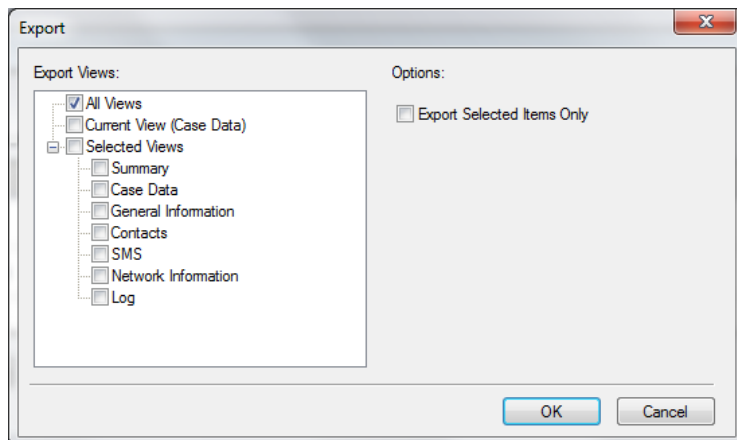 Export
Export Views:
All Views
Current View (Case Data)
Selected Views
Summary
Case Data
General Information
Contacts
SMS
Network Information
Log
Options:
Export Selected Items Only
OK
Cancel